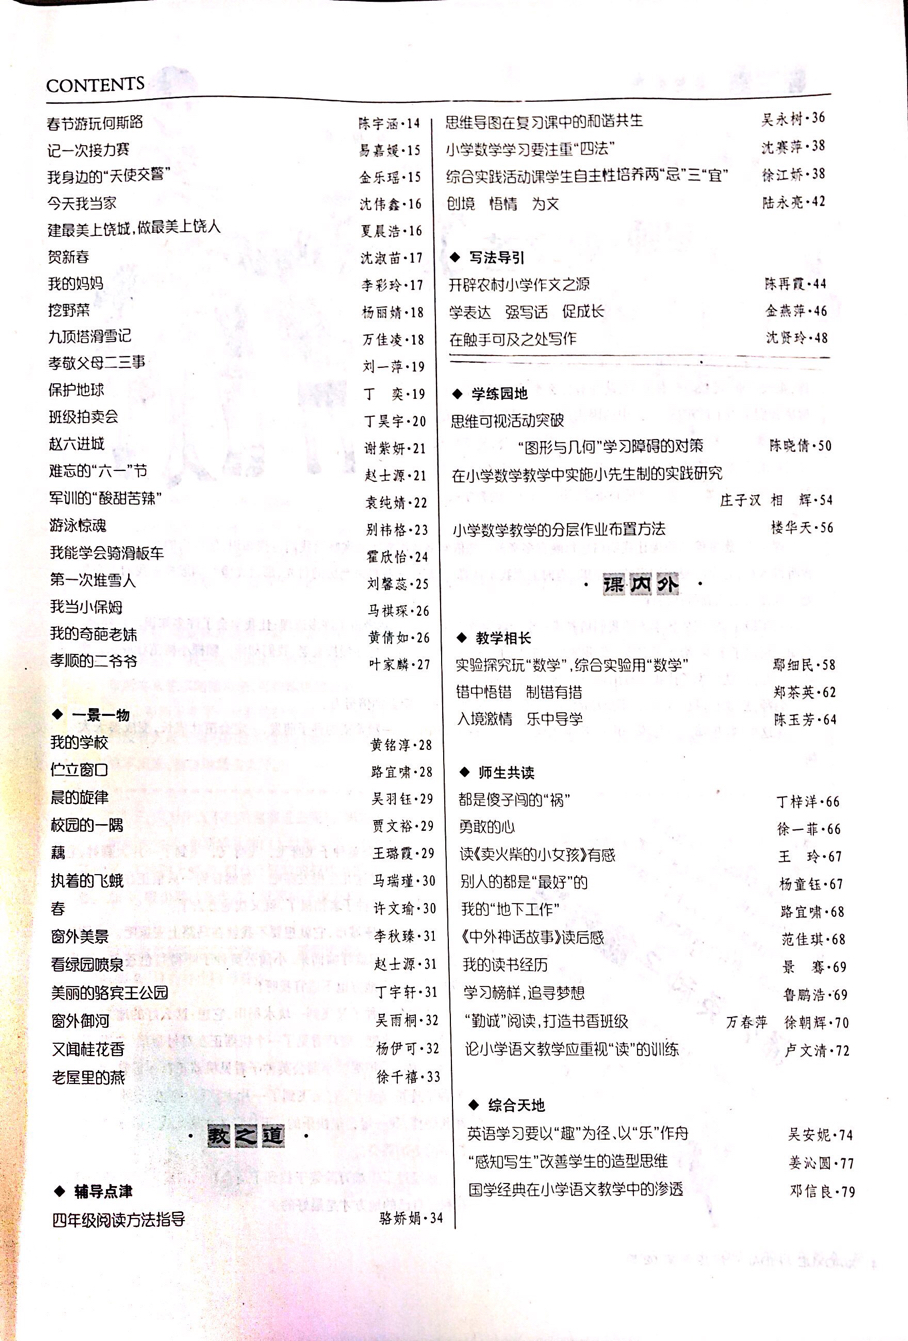 CONTENTS
春节游玩何斯路 陈宇涵·14
记一次接力赛 易嘉媛·15
我身边的“天使交警” 金乐瑶·15
今天我当家 沈伟鑫·16
建最美上饶城,做最美上饶人 夏晨浩·16
贺新春 沈淑苗·17
我的妈妈 李彩玲·17
挖野菜 杨丽婧·18
九顶塔滑雪记 万佳凌·18
孝敬父母二三事 刘一萍·19
保护地球 丁 奕·19
班级拍卖会 丁昊宇·20
赵六进城 谢紫妍·21
难忘的“六一”节 赵士源·21
军训的“酸甜苦辣” 袁纯婧·22
游泳惊魂 别祎格·23
我能学会骑滑板车 霍欣怡·24
第一次堆雪人 刘馨蕊·25
我当小保姆 马祺琛·26
我的奇葩老妹 黄倩如·26
孝顺的二爷爷 叶家麟·27
◆ 一景一物
我的学校 黄铭淳·28
伫立窗口 路宜啸·28
晨的旋律 吴羽钰·29
校园的一隅 贾文裕·29
藕 王璐霞·29
执着的飞蛾 马瑞瑾·30
春 许文瑜·30
窗外美景 李秋臻·31
看绿园喷泉 赵士源·31
美丽的骆宾王公园 丁宇轩·31
窗外御河 吴雨桐·32
又闻桂花香 杨伊可·32
老屋里的燕 徐千禧·33
· 教之道 ·
◆ 辅导点津
四年级阅读方法指导 骆娇娟·34
思维导图在复习课中的和谐共生 吴永树·36
小学数学学习要注重“四法” 沈赛萍·38
综合实践活动课学生自主性培养两“忌”三“宜” 徐江娇·38
创境 悟情 为文 陆永亮·42
◆ 写法导引
开辟农村小学作文之源 陈再霞·44
学表达 强写话 促成长 金燕萍·46
在触手可及之处写作 沈贤玲·48
◆ 学练园地
思维可视活动突破
“图形与几何”学习障碍的对策 陈晓倩·50
在小学数学教学中实施小先生制的实践研究
庄子汉 相 辉·54
小学数学教学的分层作业布置方法 楼华天·56
· 课内外 ·
◆ 教学相长
实验探究玩“数学”,综合实验用“数学” 鄢细民·58
错中悟错 制错有措 郑茶英·62
入境激情 乐中导学 陈玉芳·64
◆ 师生共读
都是傻子闯的“祸” 丁梓洋·66
勇敢的心 徐一菲·66
读《卖火柴的小女孩》有感 王 玲·67
别人的都是“最好”的 杨童钰·67
我的“地下工作” 路宜啸·68
《中外神话故事》读后感 范佳琪·68
我的读书经历 景 骞·69
学习榜样,追寻梦想 鲁鹏浩·69
“勤诚”阅读,打造书香班级 万春萍 徐朝辉·70
论小学语文教学应重视“读”的训练 卢文清·72
◆ 综合天地
英语学习要以“趣”为径、以“乐”作舟 吴安妮·74
“感知写生”改善学生的造型思维 姜沁圆·77
国学经典在小学语文教学中的渗透 邓信良·79